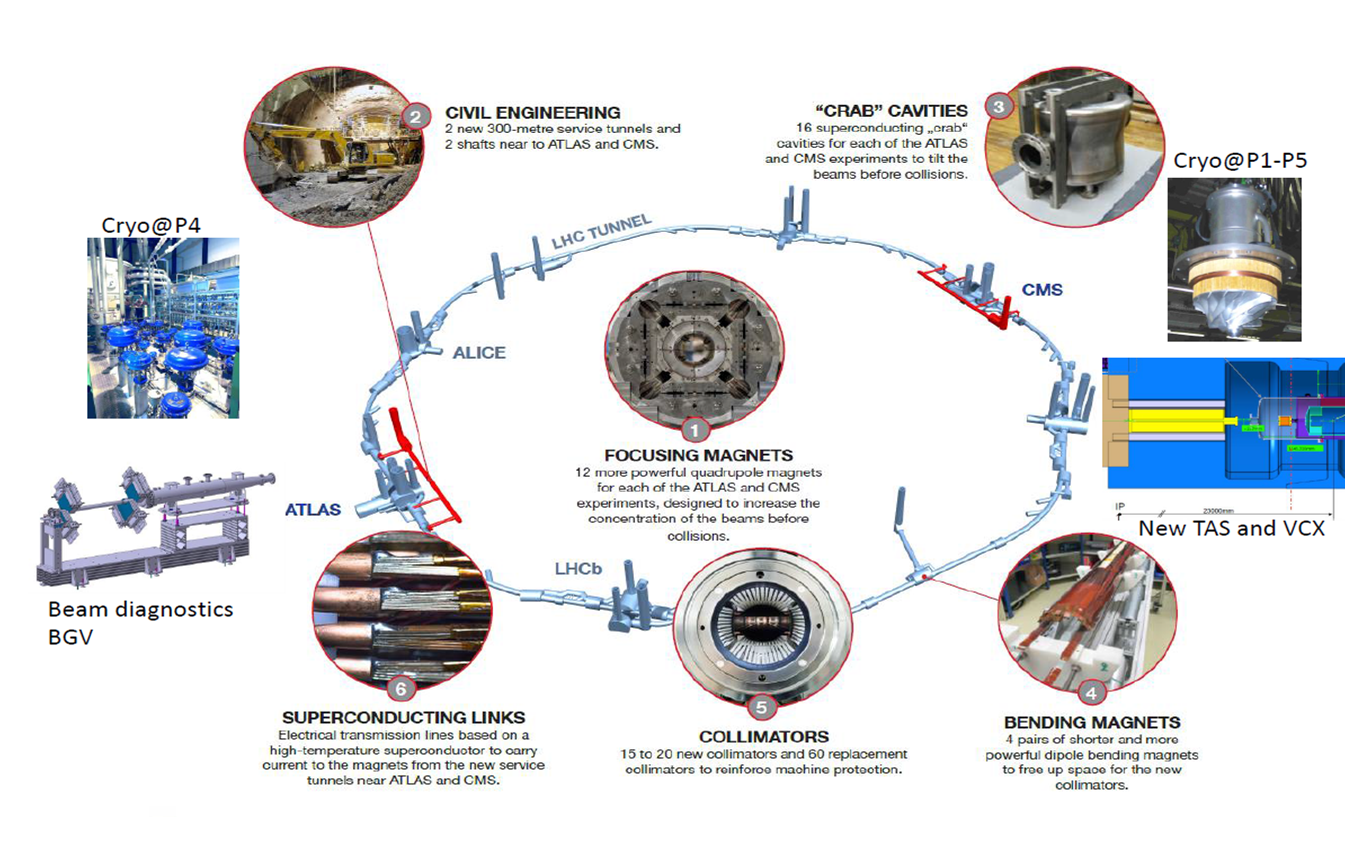 2
CIVIL ENGINEERING
2 new 300-metre service tunnels and
2 shafts near to ATLAS and CMS.
"CRAB" CAVITIES
16 superconducting „crab"
cavities for each of the ATLAS
and CMS experiments to tilt the
beams before collisions.
3
Cryo@P1-P5
Cryo@P4
LHC TUNNEL
CMS
ALICE
1
FOCUSING MAGNETS
12 more powerful quadrupole magnets
for each of the ATLAS and CMS
experiments, designed to increase the
concentration of the beams before
collisions.
ATLAS
IP
23000mm
New TAS and VCX
LHCb
Beam diagnostics
BGV
6
SUPERCONDUCTING LINKS
Electrical transmission lines based on a
high-temperature superconductor to carry
current to the magnets from the new service
tunnels near ATLAS and CMS.
5
COLLIMATORS
15 to 20 new collimators and 60 replacement
collimators to reinforce machine protection.
4
BENDING MAGNETS
4 pairs of shorter and more
powerful dipole bending magnets
to free up space for the new
collimators.